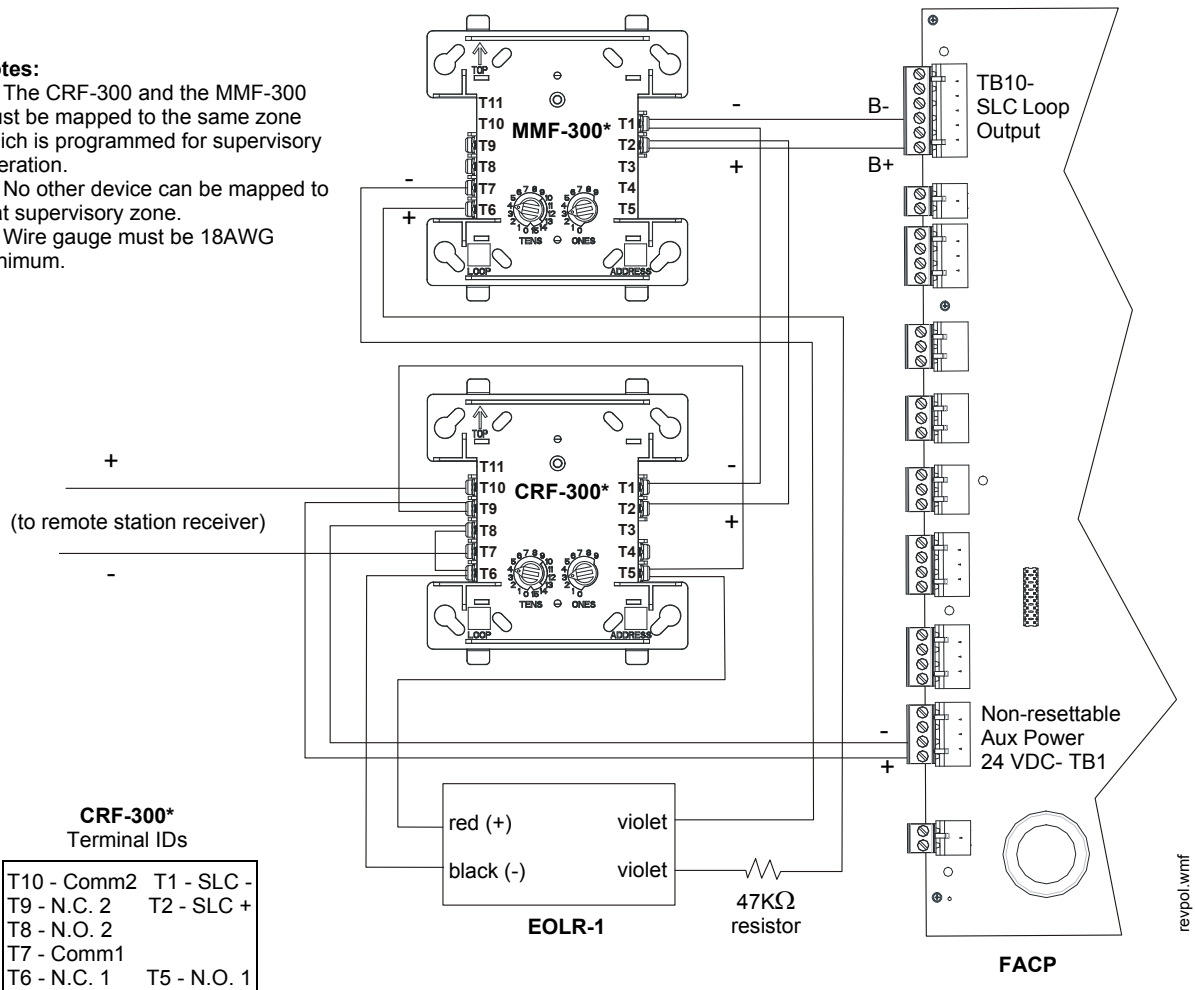 otes:
The CRF-300 and the MMF-300
ust be mapped to the same zone
ich is programmed for supervisory
eration.
No other device can be mapped to
at supervisory zone.
Wire gauge must be 18AWG
nimum.
TOP
T11
T10
T9
T8
T7
T6
MMF-300*
T1
T2
T3
T4
T5
TENS
ONES
LOOP
ADDRESS
-
+
-
+
B-
B+
TB10-
SLC Loop
Output
TOP
T11
T10
T9
T8
T7
T6
CRF-300*
T1
T2
T3
T4
T5
TENS
ONES
LOOP
ADDRESS
-
+
+
(to remote station receiver)
-
-
+
Non-resettable
Aux Power
24 VDC- TB1
red (+) violet
black (-) violet
EOLR-1
47KΩ
resistor
FACP
revpol.wmf
CRF-300*
Terminal IDs
T10 - Comm2 T1 - SLC -
T9 - N.C. 2 T2 - SLC +
T8 - N.O. 2
T7 - Comm1
T6 - N.C. 1 T5 - N.O. 1